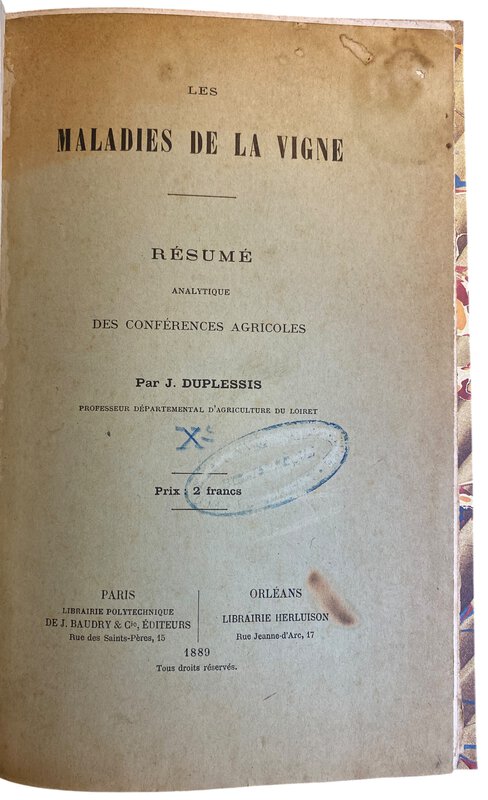 LES
MALADIES DE LA VIGNE
RÉSUMÉ
ANALYTIQUE
DES CONFÉRENCES AGRICOLES
Par J. DUPLESSIS
PROFESSEUR DÉPARTEMENTAL D'AGRICULTURE DU LOIRET
Prix : 2 francs
PARIS
LIBRAIRIE POLYTECHNIQUE
DE J. BAUDRY & Cie, ÉDITEURS
Rue des Saints-Pères, 15
ORLÉANS
LIBRAIRIE HERLUISON
Rue Jeanne-d'Arc, 17
1889
Tous droits réservés.